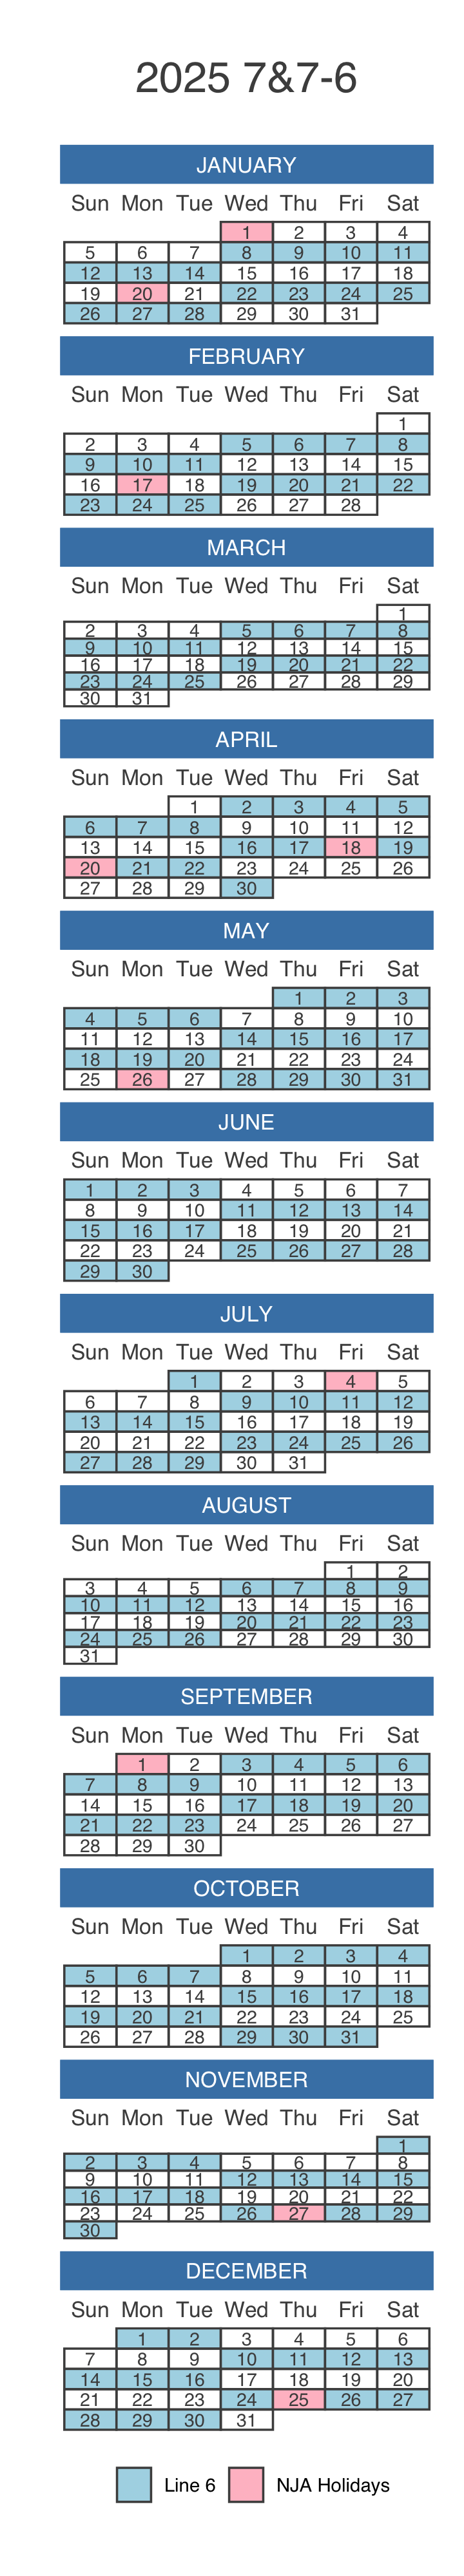 2025 7&7-6
JANUARY
Sun Mon Tue Wed Thu Fri Sat
1 2 3 4
5 6 7 8 9 10 11
12 13 14 15 16 17 18
19 20 21 22 23 24 25
26 27 28 29 30 31
FEBRUARY
Sun Mon Tue Wed Thu Fri Sat
1
2 3 4 5 6 7 8
9 10 11 12 13 14 15
16 17 18 19 20 21 22
23 24 25 26 27 28
MARCH
Sun Mon Tue Wed Thu Fri Sat
1
2 3 4 5 6 7 8
9 10 11 12 13 14 15
16 17 18 19 20 21 22
23 24 25 26 27 28 29
30 31
APRIL
Sun Mon Tue Wed Thu Fri Sat
1 2 3 4 5
6 7 8 9 10 11 12
13 14 15 16 17 18 19
20 21 22 23 24 25 26
27 28 29 30
MAY
Sun Mon Tue Wed Thu Fri Sat
1 2 3
4 5 6 7 8 9 10
11 12 13 14 15 16 17
18 19 20 21 22 23 24
25 26 27 28 29 30 31
JUNE
Sun Mon Tue Wed Thu Fri Sat
1 2 3 4 5 6 7
8 9 10 11 12 13 14
15 16 17 18 19 20 21
22 23 24 25 26 27 28
29 30
JULY
Sun Mon Tue Wed Thu Fri Sat
1 2 3 4 5
6 7 8 9 10 11 12
13 14 15 16 17 18 19
20 21 22 23 24 25 26
27 28 29 30 31
AUGUST
Sun Mon Tue Wed Thu Fri Sat
1 2
3 4 5 6 7 8 9
10 11 12 13 14 15 16
17 18 19 20 21 22 23
24 25 26 27 28 29 30
31
SEPTEMBER
Sun Mon Tue Wed Thu Fri Sat
1 2 3 4 5 6
7 8 9 10 11 12 13
14 15 16 17 18 19 20
21 22 23 24 25 26 27
28 29 30
OCTOBER
Sun Mon Tue Wed Thu Fri Sat
1 2 3 4
5 6 7 8 9 10 11
12 13 14 15 16 17 18
19 20 21 22 23 24 25
26 27 28 29 30 31
NOVEMBER
Sun Mon Tue Wed Thu Fri Sat
1
2 3 4 5 6 7 8
9 10 11 12 13 14 15
16 17 18 19 20 21 22
23 24 25 26 27 28 29
30
DECEMBER
Sun Mon Tue Wed Thu Fri Sat
1 2 3 4 5 6
7 8 9 10 11 12 13
14 15 16 17 18 19 20
21 22 23 24 25 26 27
28 29 30 31
Line 6 NJA Holidays